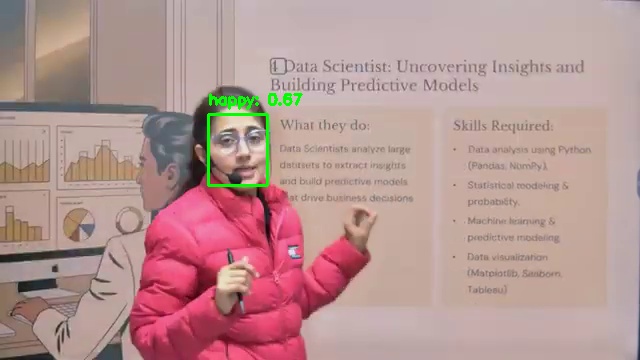 happy: 0.67
4 Data Scientist: Uncovering Insights and
Building Predictive Models
What they do:
Data Scientists analyze large
datitsets to extract insights
and build predictive models
that drive business decisions
Skills Required:
• Data analysis using Python
(Pandas, NumPy).
• Statistical modeling &
probability.
• Machine learning &
predictive modeling
• Data visualization
(Matplotlib, Seaborn,
Tableau)